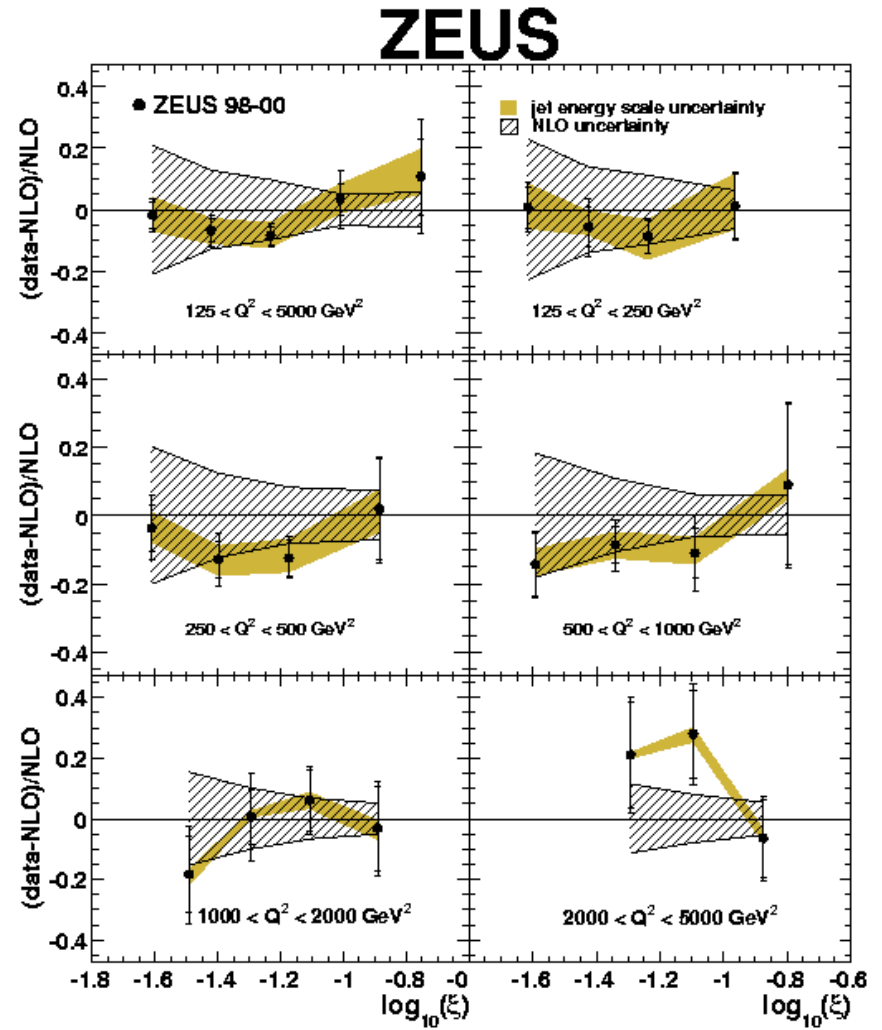 ZEUS
0.4
0.2
0
-0.2
-0.4
(data-NLO)/NLO
ZEUS 98-00
125 < Q² < 5000 GeV²
jet energy scale uncertainty
NLO uncertainty
125 < Q² < 250 GeV²
0.4
0.2
0
-0.2
-0.4
(data-NLO)/NLO
250 < Q² < 500 GeV²
500 < Q² < 1000 GeV²
0.4
0.2
0
-0.2
-0.4
(data-NLO)/NLO
1000 < Q² < 2000 GeV²
2000 < Q² < 5000 GeV²
-1.8 -1.6 -1.4 -1.2 -1 -0.8 -0 -1.6 -1.4 -1.2 -1 -0.8 -0.6
log₁₀(ξ) log₁₀(ξ)